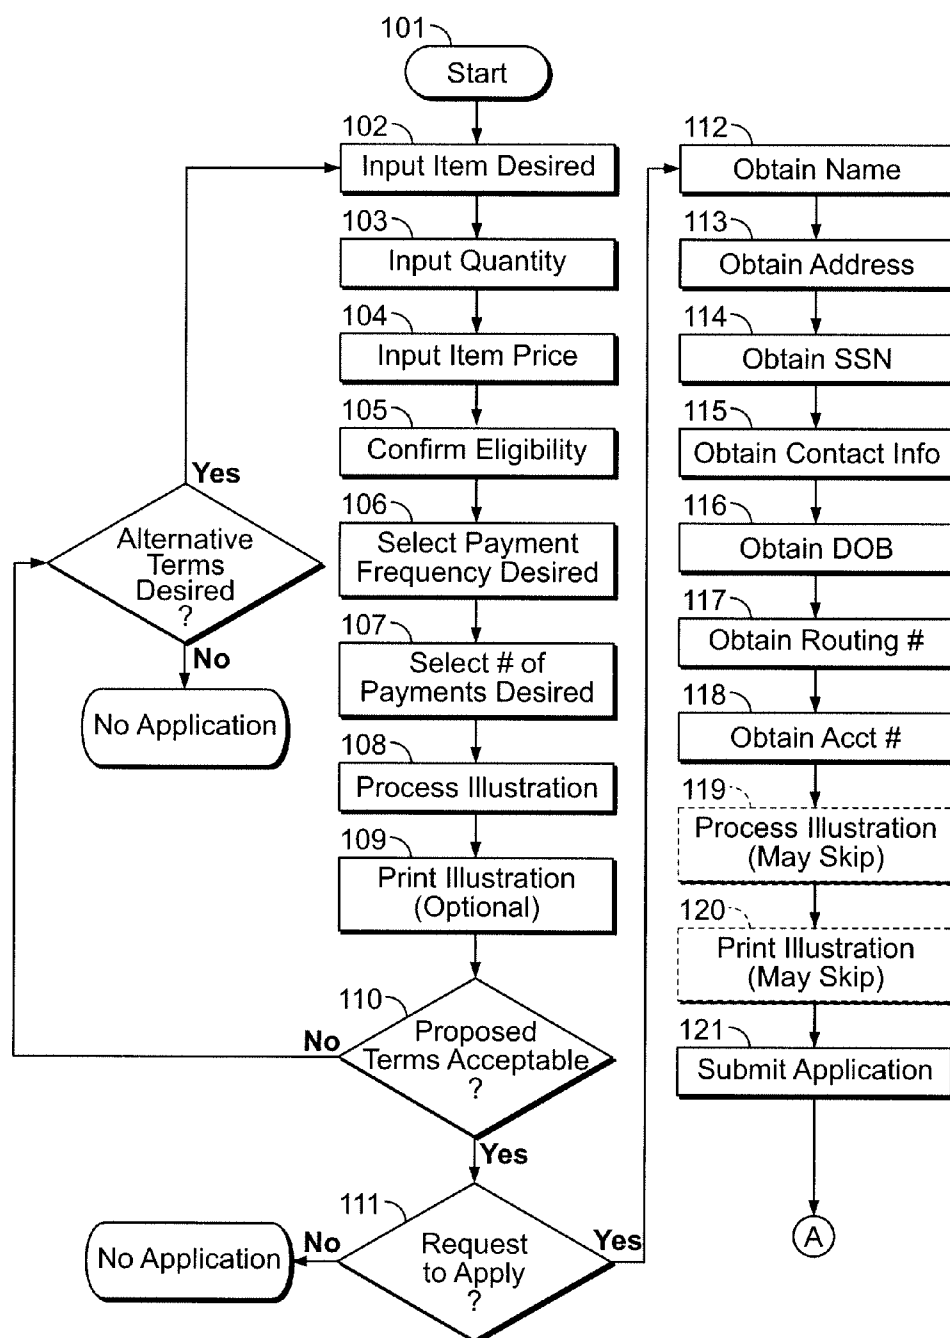 101
Start
102
Input Item Desired
103
Input Quantity
104
Input Item Price
105
Confirm Eligibility
106
Select Payment
Frequency Desired
107
Select # of
Payments Desired
108
Process Illustration
109
Print Illustration
(Optional)
110
Proposed
Terms Acceptable
?
No
Yes
Alternative
Terms
Desired
?
Yes
No
No Application
111
Request
to Apply
?
No
Yes
No Application
112
Obtain Name
113
Obtain Address
114
Obtain SSN
115
Obtain Contact Info
116
Obtain DOB
117
Obtain Routing #
118
Obtain Acct #
119
Process Illustration
(May Skip)
120
Print Illustration
(May Skip)
121
Submit Application
A